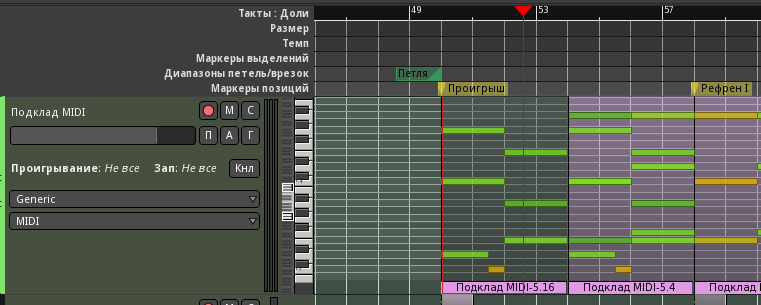 Такты : Доли 49 53 57
Размер
Темп
Маркеры выделений
Диапазоны петель/врезок Петля
Маркеры позиций Проигрыш Рефрен I
Подклад MIDI М С
П А Г
Проигрывание: Не все Зап: Не все Кнл
Generic
MIDI
Подклад MIDI-5.16 Подклад MIDI-5.4 Подклад